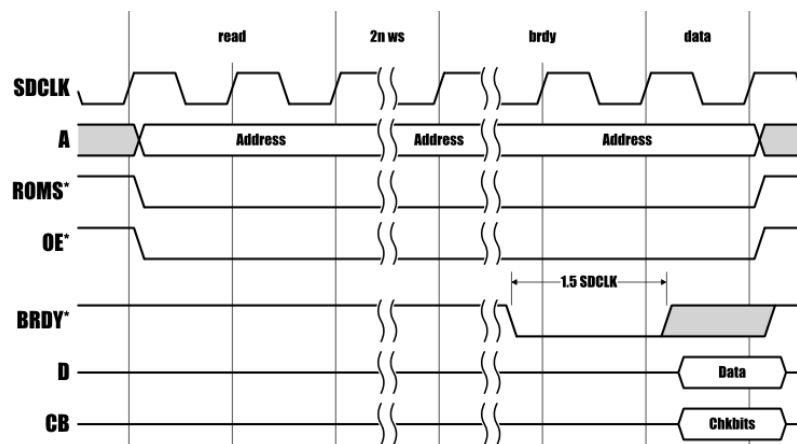 read 2n ws brdy data
SDCLK
A Address Address Address
ROMS*
OE*
1.5 SDCLK
BRDY*
D Data
CB Chkbits